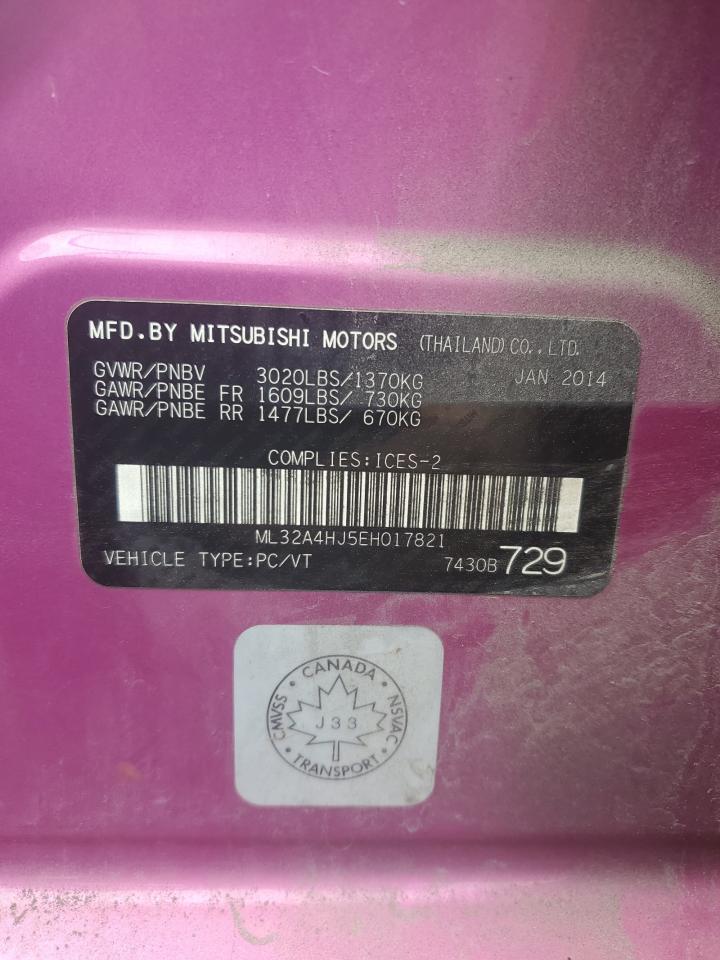 MFD.BY MITSUBISHI MOTORS (THAILAND) CO.,LTD.
GVWR/PNBV 3020LBS/1370KG JAN 2014
GAWR/PNBE FR 1609LBS/ 730KG
GAWR/PNBE RR 1477LBS/ 670KG
COMPLIES:ICES-2
ML32A4HJ5EH017821
VEHICLE TYPE:PC/VT 7430B 729
CANADA
CMVSS J33 NSVAC
TRANSPORT